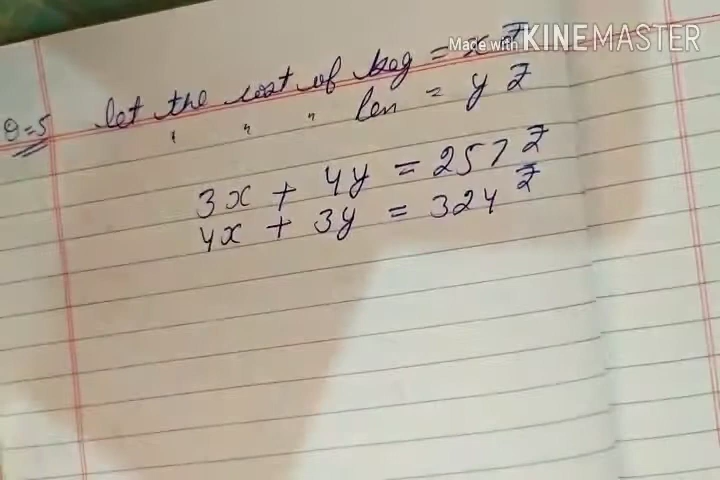 Made with KINEMASTER
Q=5
let the cost of bag = x ₹
" " " pen = y ₹
3x + 4y = 257 ₹
4x + 3y = 324 ₹